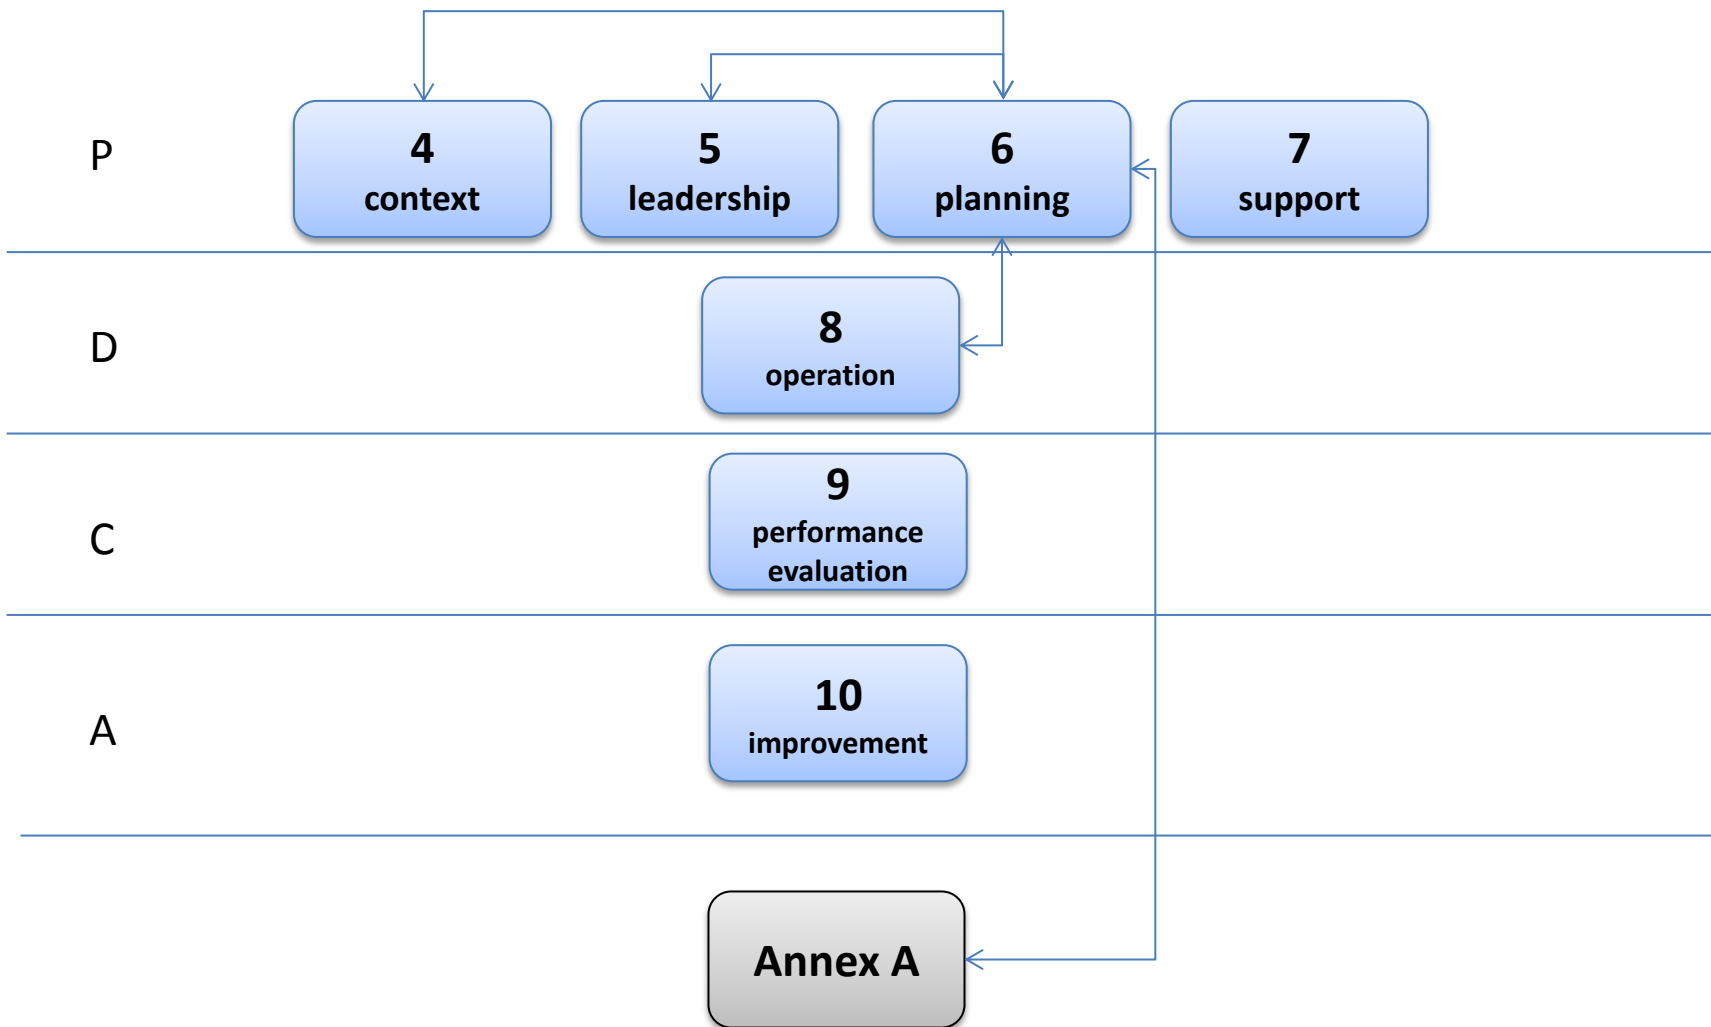 P
4
context
5
leadership
6
planning
7
support
D
8
operation
C
9
performance
evaluation
A
10
improvement
Annex A